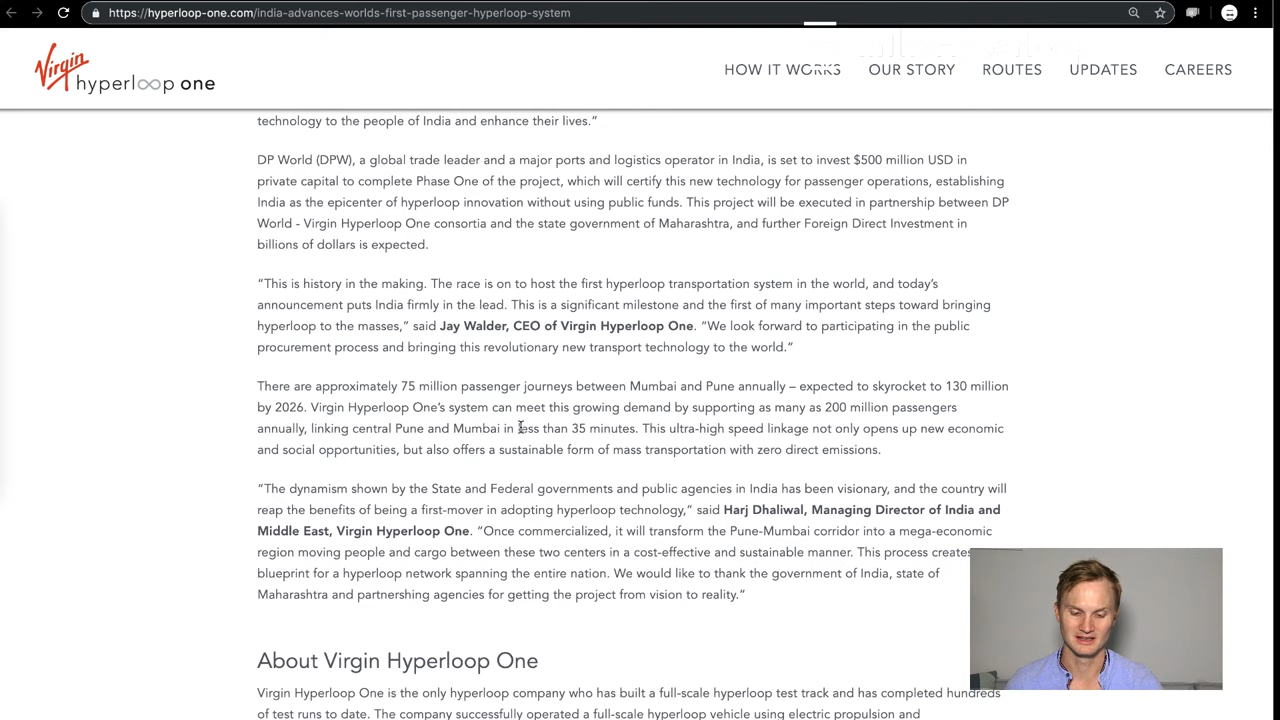 https://hyperloop-one.com/india-advances-worlds-first-passenger-hyperloop-system
Virgin
hyperloop one
HOW IT WORKS
OUR STORY
ROUTES
UPDATES
CAREERS
technology to the people of India and enhance their lives.”
DP World (DPW), a global trade leader and a major ports and logistics operator in India, is set to invest $500 million USD in
private capital to complete Phase One of the project, which will certify this new technology for passenger operations, establishing
India as the epicenter of hyperloop innovation without using public funds. This project will be executed in partnership between DP
World - Virgin Hyperloop One consortia and the state government of Maharashtra, and further Foreign Direct Investment in
billions of dollars is expected.
“This is history in the making. The race is on to host the first hyperloop transportation system in the world, and today’s
announcement puts India firmly in the lead. This is a significant milestone and the first of many important steps toward bringing
hyperloop to the masses,” said Jay Walder, CEO of Virgin Hyperloop One. “We look forward to participating in the public
procurement process and bringing this revolutionary new transport technology to the world.”
There are approximately 75 million passenger journeys between Mumbai and Pune annually – expected to skyrocket to 130 million
by 2026. Virgin Hyperloop One’s system can meet this growing demand by supporting as many as 200 million passengers
annually, linking central Pune and Mumbai in less than 35 minutes. This ultra-high speed linkage not only opens up new economic
and social opportunities, but also offers a sustainable form of mass transportation with zero direct emissions.
“The dynamism shown by the State and Federal governments and public agencies in India has been visionary, and the country will
reap the benefits of being a first-mover in adopting hyperloop technology,” said Harj Dhaliwal, Managing Director of India and
Middle East, Virgin Hyperloop One. “Once commercialized, it will transform the Pune-Mumbai corridor into a mega-economic
region moving people and cargo between these two centers in a cost-effective and sustainable manner. This process creates
blueprint for a hyperloop network spanning the entire nation. We would like to thank the government of India, state of
Maharashtra and partnershing agencies for getting the project from vision to reality.”
About Virgin Hyperloop One
Virgin Hyperloop One is the only hyperloop company who has built a full-scale hyperloop test track and has completed hundreds
of test runs to date. The company successfully operated a full-scale hyperloop vehicle using electric propulsion and